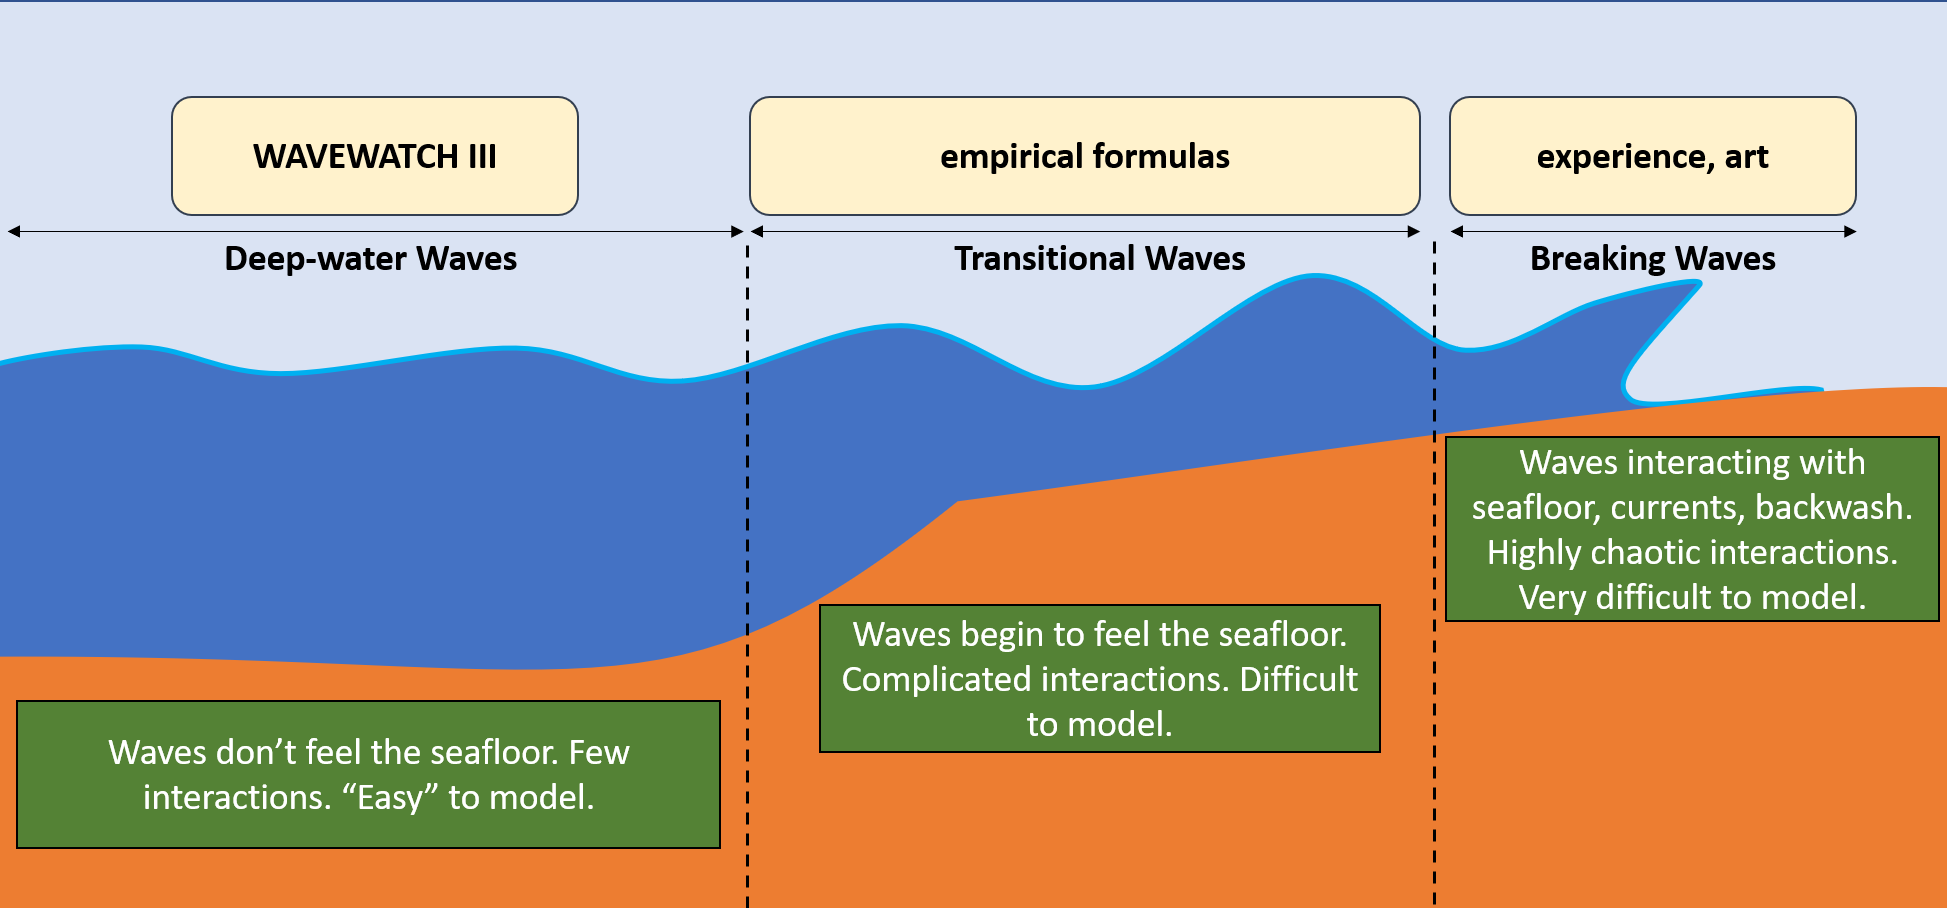 WAVEWATCH III
empirical formulas
experience, art
Deep-water Waves
Transitional Waves
Breaking Waves
Waves interacting with
seafloor, currents, backwash.
Highly chaotic interactions.
Very difficult to model.
Waves begin to feel the seafloor.
Complicated interactions. Difficult
to model.
Waves don’t feel the seafloor. Few
interactions. “Easy” to model.